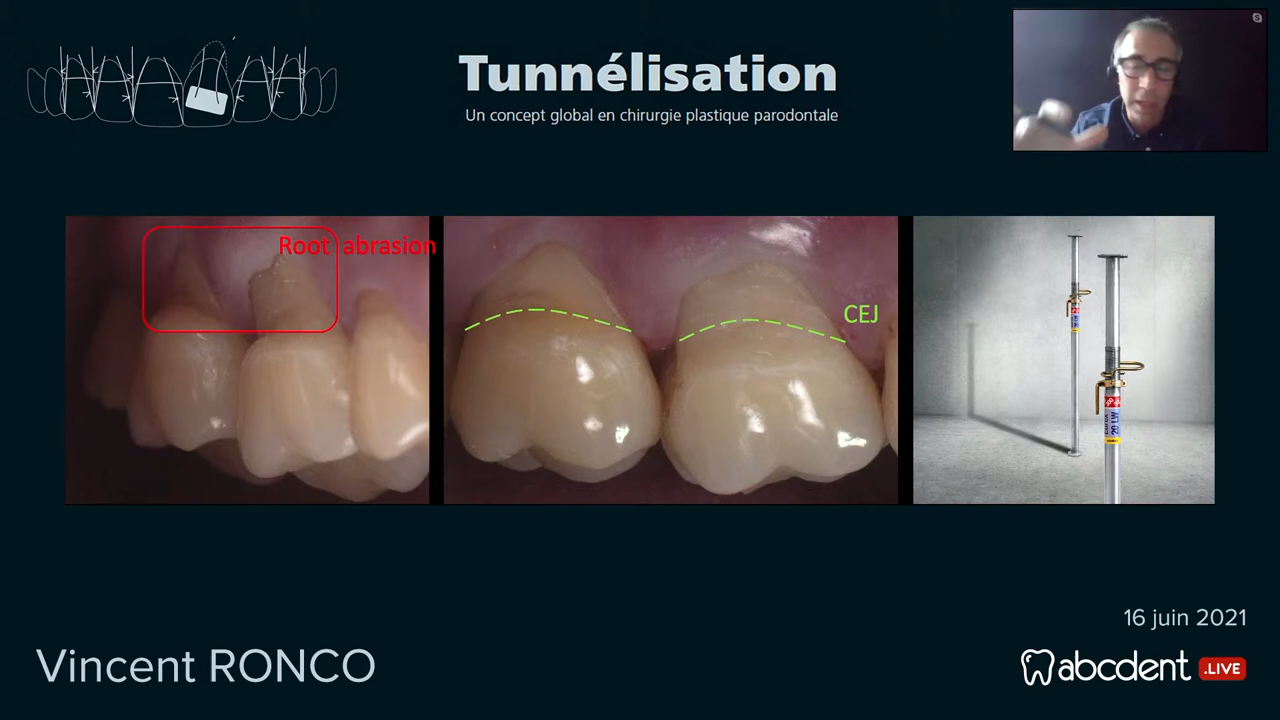 Tunnélisation
Un concept global en chirurgie plastique parodontale
Root abrasion
CEJ
16 juin 2021
Vincent RONCO
abcdent .LIVE